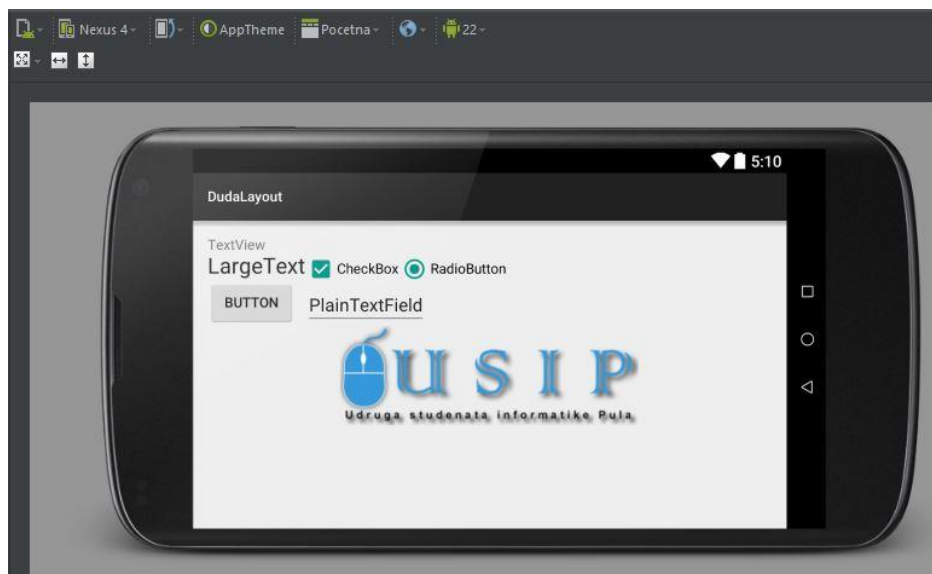 Nexus 4 AppTheme Pocetna 22
5:10
DudaLayout
TextView
LargeText CheckBox RadioButton
BUTTON PlainTextField
USIP
Udruga studenata informatike Pula